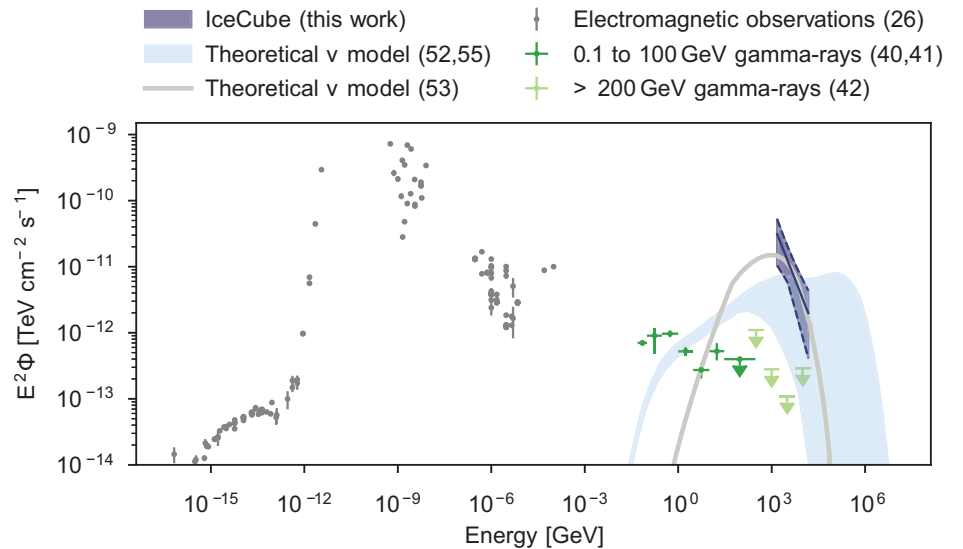 IceCube (this work)
Theoretical ν model (52,55)
Theoretical ν model (53)
Electromagnetic observations (26)
0.1 to 100 GeV gamma-rays (40,41)
> 200 GeV gamma-rays (42)
E²Φ [TeV cm⁻² s⁻¹]
10⁻⁹
10⁻¹⁰
10⁻¹¹
10⁻¹²
10⁻¹³
10⁻¹⁴
10⁻¹⁵ 10⁻¹² 10⁻⁹ 10⁻⁶ 10⁻³ 10⁰ 10³ 10⁶
Energy [GeV]